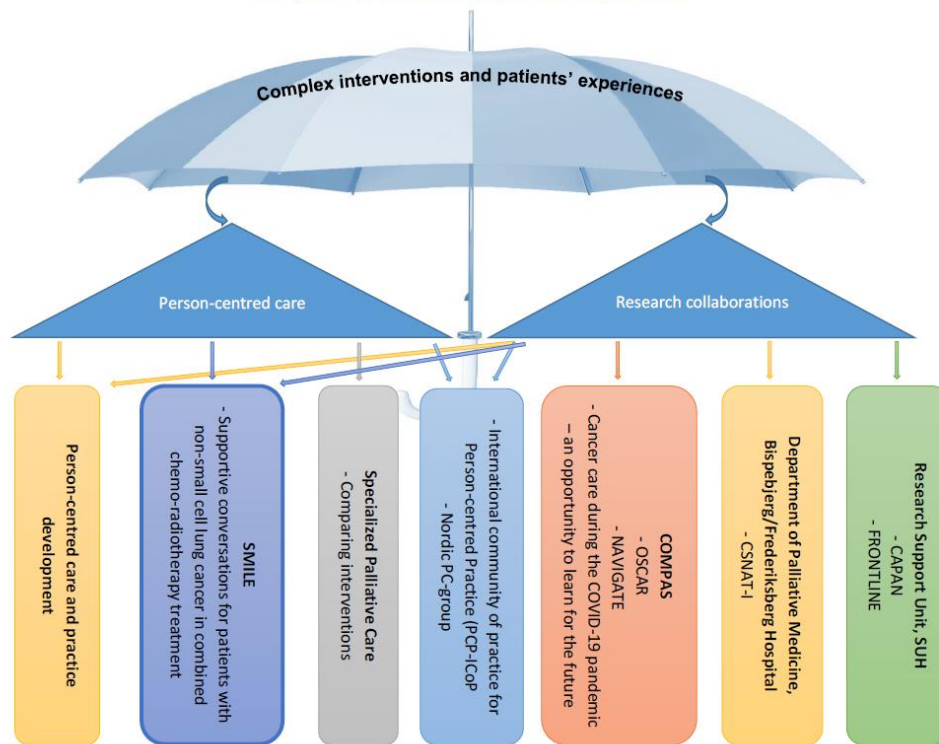 Complex interventions and patients’ experiences
Person-centred care
Research collaborations
Person-centred care and practice
development
SMILE
- Supportive conversations for patients with
non-small cell lung cancer in combined
chemo-radiotherapy treatment
Specialized Palliative Care
- Comparing interventions
- International community of practice for
Person-centred Practice (PCP-ICoP
- Nordic PC-group
COMPAS
- OSCAR
- NAVIGATE
- Cancer care during the COVID-19 pandemic
– an opportunity to learn for the future
Department of Palliative Medicine,
Bispebjerg/Frederiksberg Hospital
- CSNAT-I
Research Support Unit, SUH
- CAPAN
- FRONTLINE